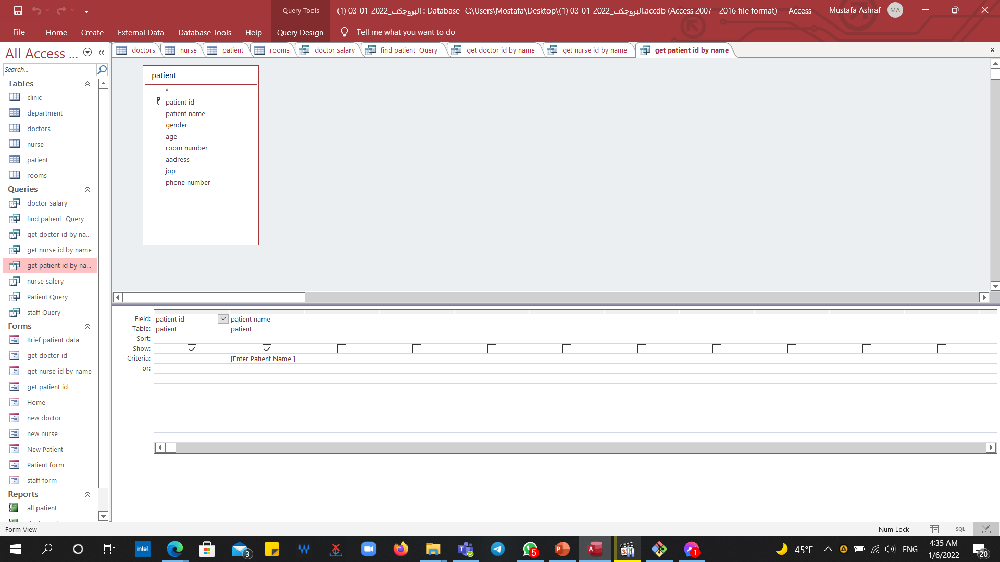 Query Tools
البروجكت_2022-01-03 (1) : Database- C:\Users\Mostafa\Desktop\البروجكت_2022-01-03 (1).accdb (Access 2007 - 2016 file format) - Access
Mustafa Ashraf
MA
File
Home
Create
External Data
Database Tools
Help
Query Design
Tell me what you want to do
All Access ...
Search...
Tables
clinic
department
doctors
nurse
patient
rooms
Queries
doctor salary
find patient Query
get doctor id by na...
get nurse id by name
get patient id by na...
nurse salery
Patient Query
staff Query
Forms
Brief patient data
get doctor id
get nurse id by name
get patient id
Home
new doctor
new nurse
New Patient
Patient form
staff form
Reports
all patient
doctors
nurse
patient
rooms
doctor salary
find patient Query
get doctor id by name
get nurse id by name
get patient id by name
patient
*
patient id
patient name
gender
age
room number
aadress
jop
phone number
Field: patient id patient name
Table: patient patient
Sort:
Show:
Criteria: [Enter Patient Name ]
or:
Form View
Num Lock
SQL
intel
3
5
1
45°F
ENG
4:35 AM
1/6/2022
20